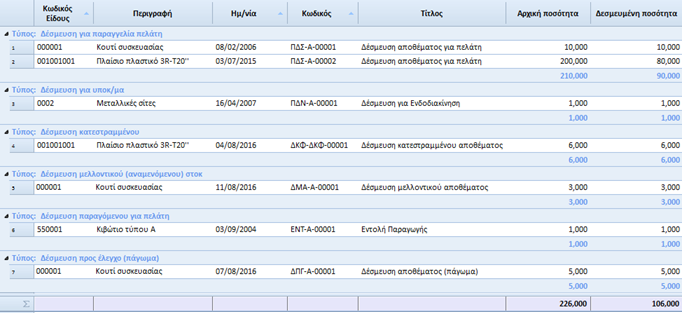 Κωδικός Είδους Περιγραφή Ημ/νία Κωδικός Τίτλος Αρχική ποσότητα Δεσμευμένη ποσότητα
Τύπος: Δέσμευση για παραγγελία πελάτη
1 000001 Κουτί συσκευασίας 08/02/2006 ΠΔΣ-Α-00001 Δέσμευση αποθέματος για πελάτη 10,000 10,000
2 001001001 Πλαίσιο πλαστικό 3R-T20'' 03/07/2015 ΠΔΣ-Α-00002 Δέσμευση αποθέματος για πελάτη 200,000 80,000
210,000 90,000
Τύπος: Δέσμευση για υποκ/μα
3 0002 Μεταλλικές σίτες 16/04/2007 ΠΔΝ-Α-00001 Δέσμευση για Ενδοδιακίνηση 1,000 1,000
1,000 1,000
Τύπος: Δέσμευση κατεστραμμένου
4 001001001 Πλαίσιο πλαστικό 3R-T20'' 04/08/2016 ΔΚΦ-ΔΚΦ-00001 Δέσμευση κατεστραμμένου αποθέματος 6,000 6,000
6,000 6,000
Τύπος: Δέσμευση μελλοντικού (αναμενόμενου) στοκ
5 000001 Κουτί συσκευασίας 11/08/2016 ΔΜΑ-Α-00001 Δέσμευση μελλοντικού αποθέματος 3,000 3,000
3,000 3,000
Τύπος: Δέσμευση παραγόμενου για πελάτη
6 550001 Κιβώτιο τύπου Α 03/09/2004 ΕΝΤ-Α-00001 Εντολή Παραγωγής 1,000 1,000
1,000 1,000
Τύπος: Δέσμευση προς έλεγχο (πάγωμα)
7 000001 Κουτί συσκευασίας 07/08/2016 ΔΠΓ-Α-00001 Δέσμευση αποθέματος (πάγωμα) 5,000 5,000
5,000 5,000
Σ 226,000 106,000